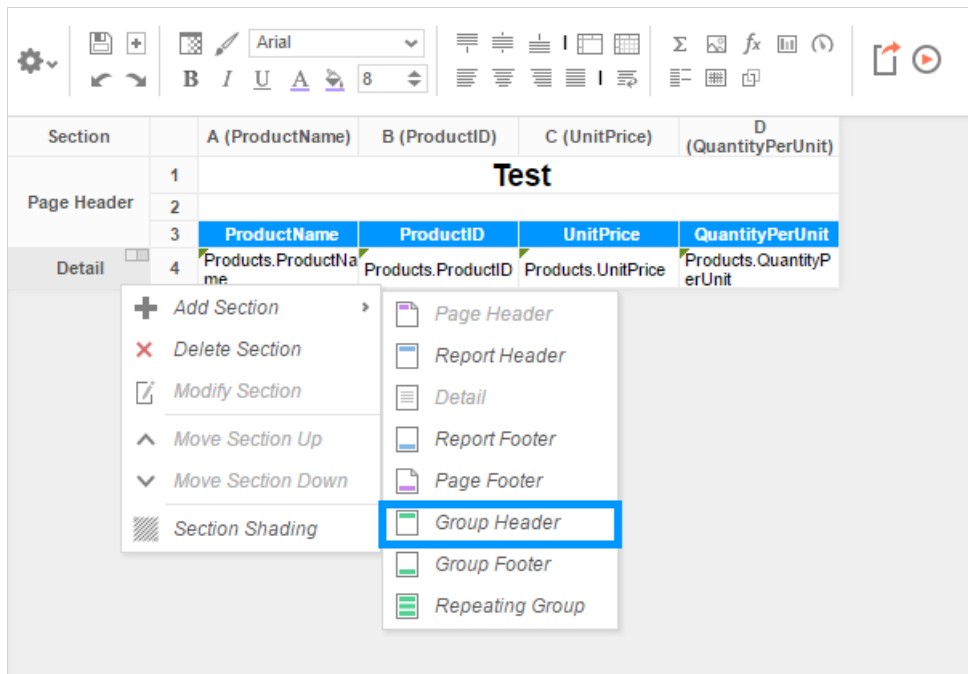 Arial
B I U A 8
Σ fx
Section A (ProductName) B (ProductID) C (UnitPrice) D
(QuantityPerUnit)
Page Header 1 Test
2
3 ProductName ProductID UnitPrice QuantityPerUnit
Detail 4 Products.ProductNa
me Products.ProductID Products.UnitPrice Products.QuantityP
erUnit
Add Section
Delete Section
Modify Section
Move Section Up
Move Section Down
Section Shading
Page Header
Report Header
Detail
Report Footer
Page Footer
Group Header
Group Footer
Repeating Group